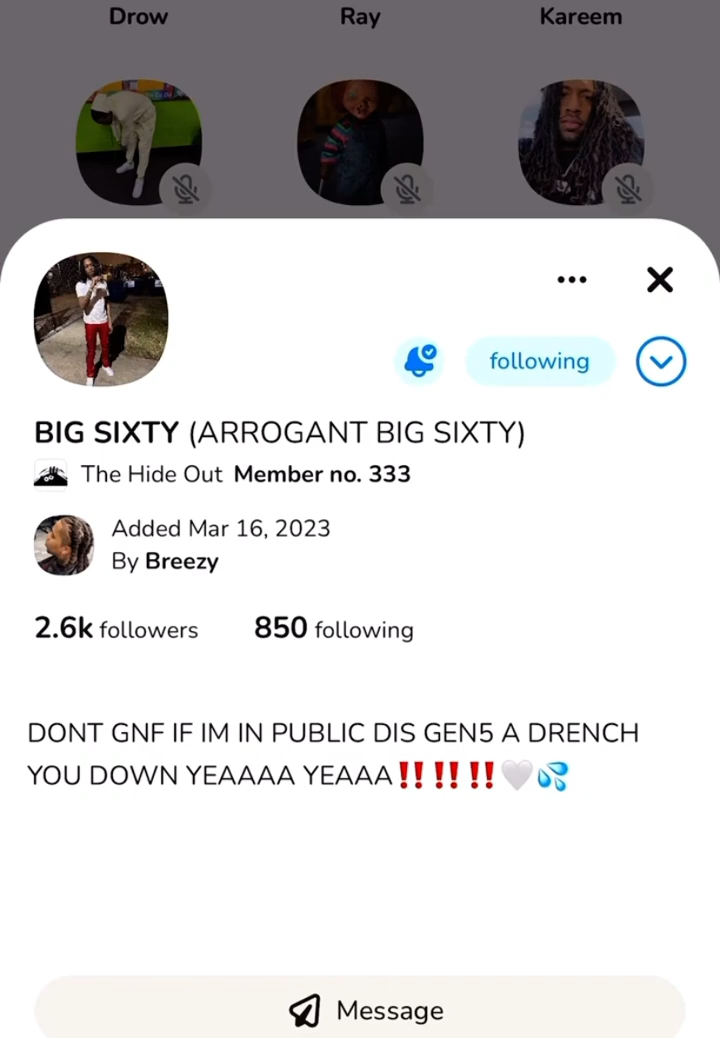 Drow
Ray
Kareem
following
BIG SIXTY (ARROGANT BIG SIXTY)
The Hide Out Member no. 333
Added Mar 16, 2023
By Breezy
2.6k followers 850 following
DONT GNF IF IM IN PUBLIC DIS GEN5 A DRENCH
YOU DOWN YEAAAA YEAAA‼️‼️‼️🤍💦
Message